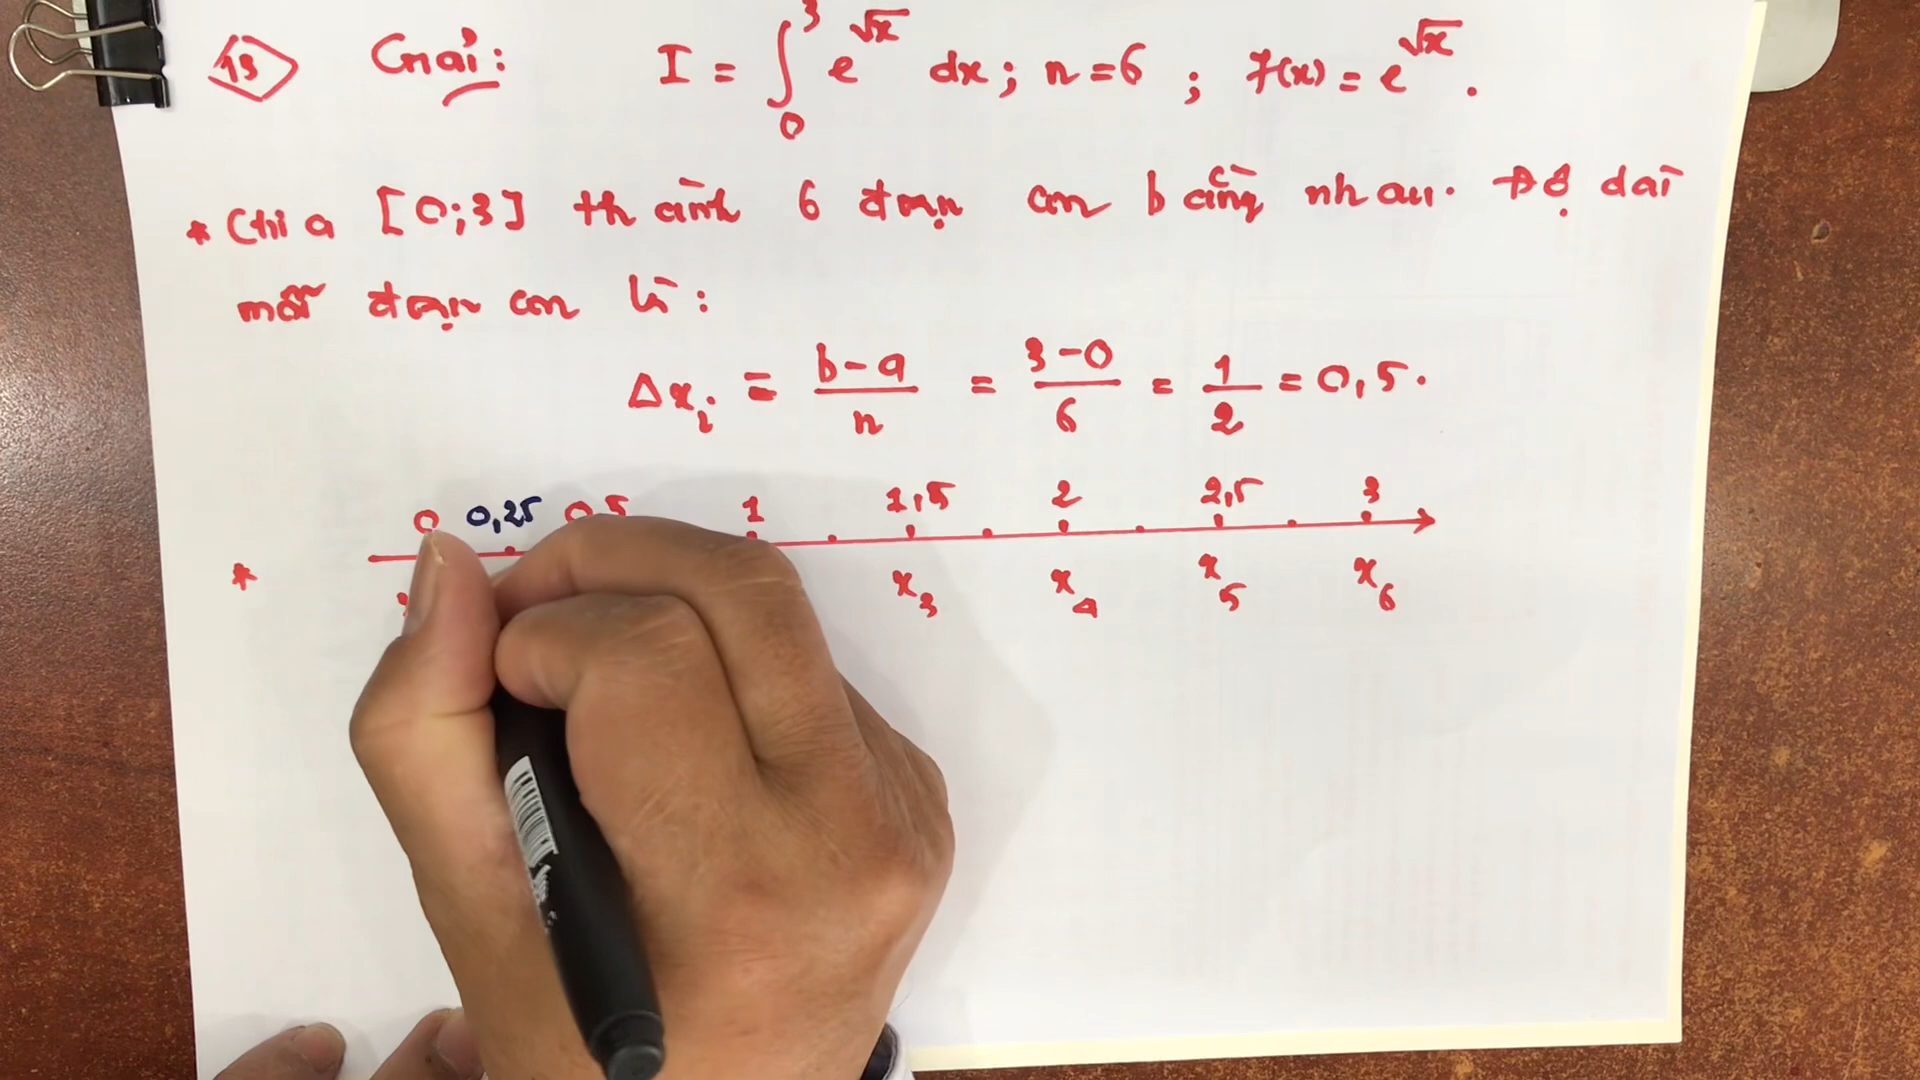 13 Giải: I = ∫₀³ e^√x dx; n = 6; f(x) = e^√x.
* Chia [0;3] thành 6 đoạn con bằng nhau. Độ dài
mỗi đoạn con là:
Δxᵢ = (b-a)/n = (3-0)/6 = 1/2 = 0,5.
0 0,25 0,5 1 1,5 2 2,5 3
* x₃ x₄ x₅ x₆